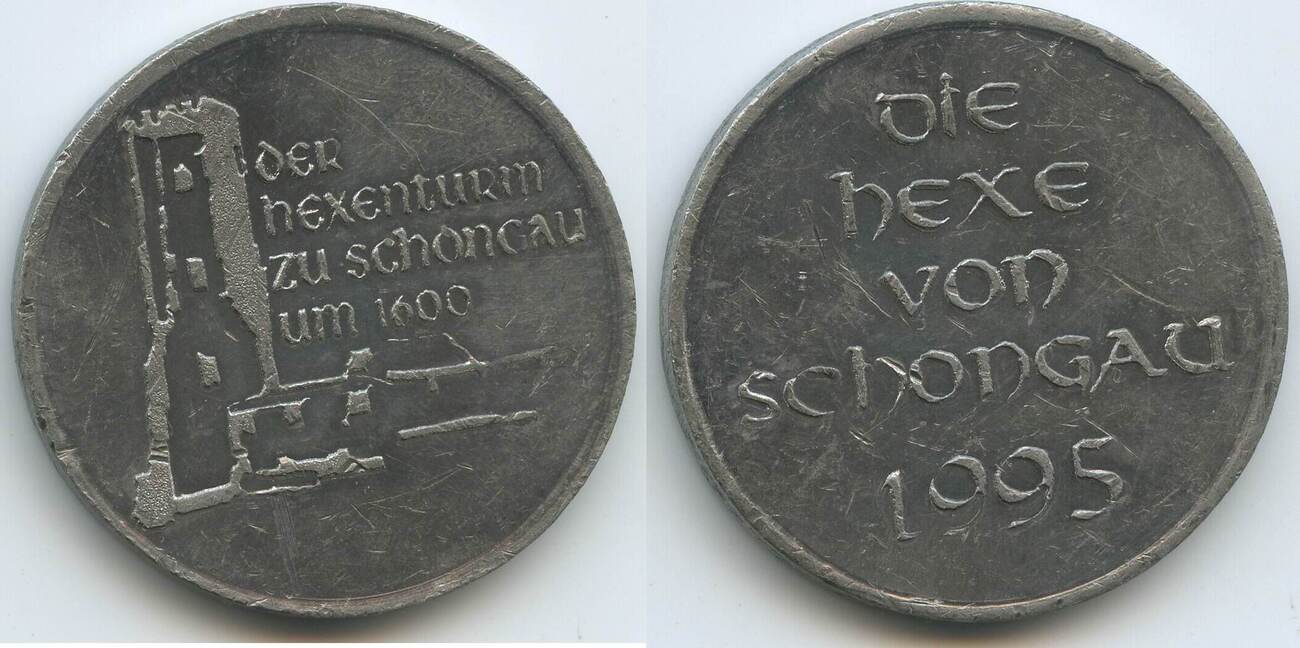 DER
HEXENTURM
ZU SCHONGAU
UM 1600
DIE
HEXE
VON
SCHONGAU
1995